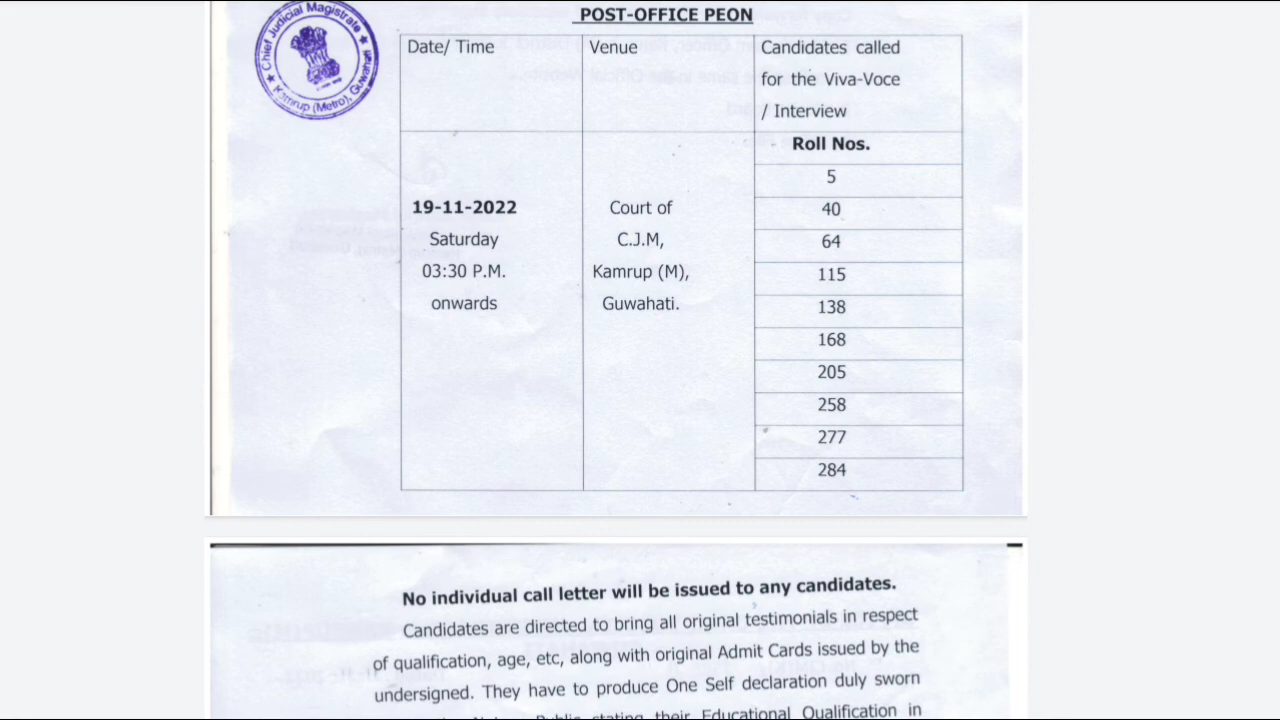 Chief Judicial Magistrate
Kamrup (Metro), Guwahati
POST-OFFICE PEON
Date/ Time
Venue
Candidates called
for the Viva-Voce
/ Interview
Roll Nos.
19-11-2022
Saturday
03:30 P.M.
onwards
Court of
C.J.M,
Kamrup (M),
Guwahati.
5
40
64
115
138
168
205
258
277
284
No individual call letter will be issued to any candidates.
Candidates are directed to bring all original testimonials in respect
of qualification, age, etc, along with original Admit Cards issued by the
undersigned. They have to produce One Self declaration duly sworn
Public stating their Educational Qualification in